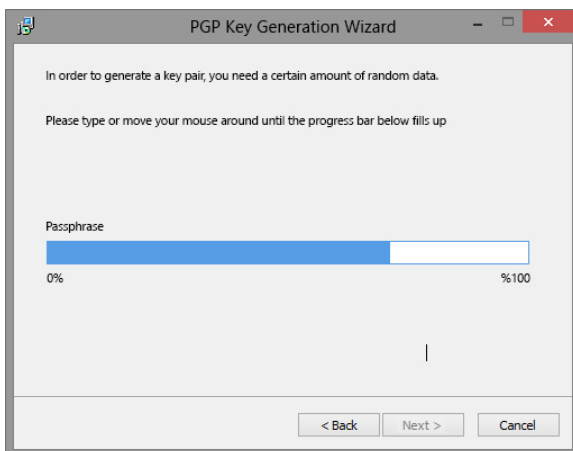 PGP Key Generation Wizard
In order to generate a key pair, you need a certain amount of random data.
Please type or move your mouse around until the progress bar below fills up
Passphrase
0% %100
< Back Next > Cancel